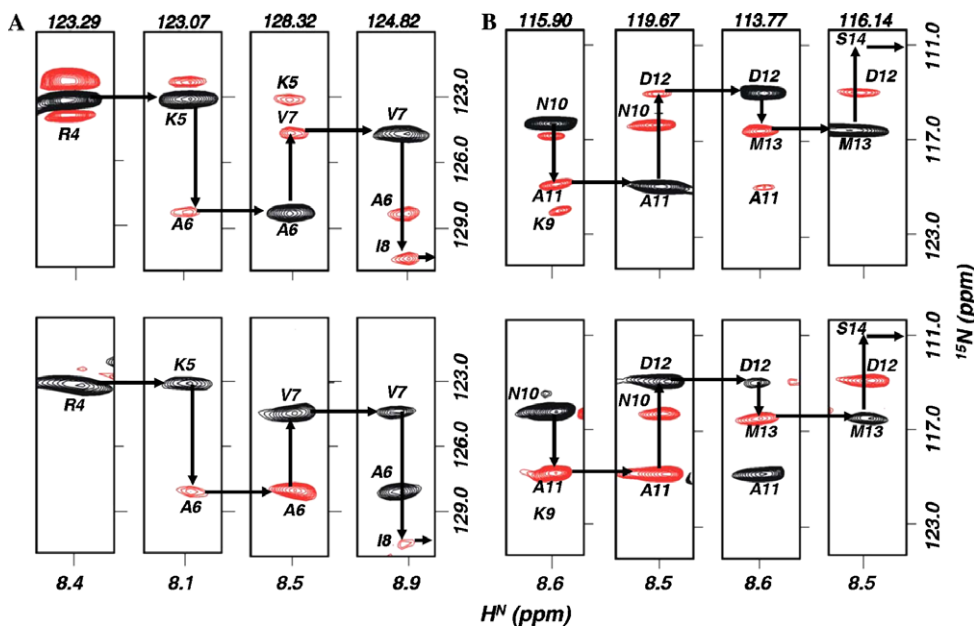 A
123.29 123.07 128.32 124.82
B
115.90 119.67 113.77 116.14
R4
K5
A6
K5
V7
A6
V7
A6
I8
123.0
126.0
129.0
N10
A11
K9
D12
N10
A11
D12
M13
A11
S14
D12
M13
111.0
117.0
123.0
R4
K5
A6
V7
A6
V7
A6
I8
123.0
126.0
129.0
N10
A11
K9
D12
N10
A11
D12
M13
A11
S14
D12
M13
111.0
117.0
123.0
15N (ppm)
8.4 8.1 8.5 8.9
8.6 8.5 8.6 8.5
HN (ppm)